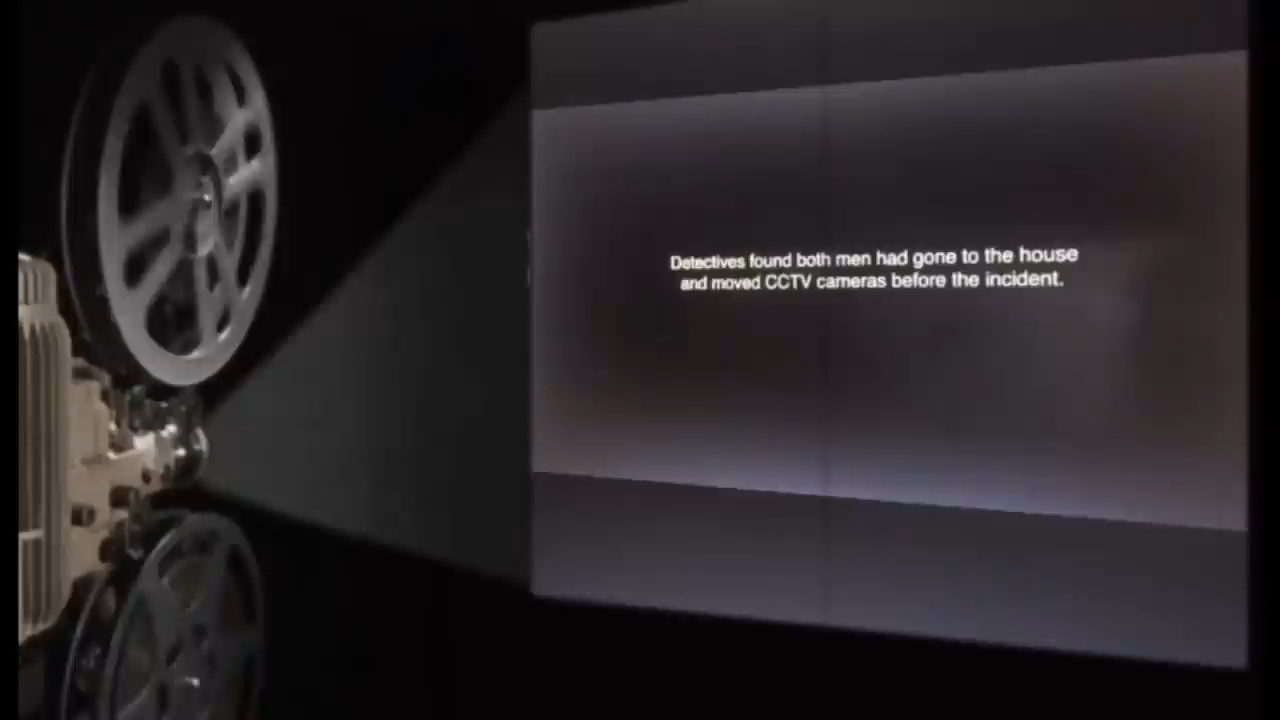 Detectives found both men had gone to the house
and moved CCTV cameras before the incident.